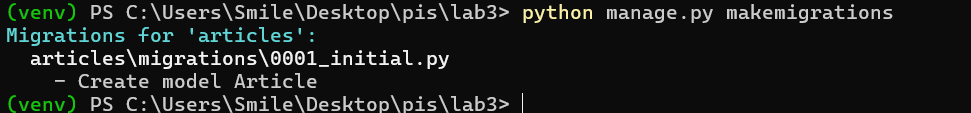 (venv) PS C:\Users\Smile\Desktop\pis\lab3> python manage.py makemigrations
Migrations for 'articles':
  articles\migrations\0001_initial.py
    - Create model Article
(venv) PS C:\Users\Smile\Desktop\pis\lab3>